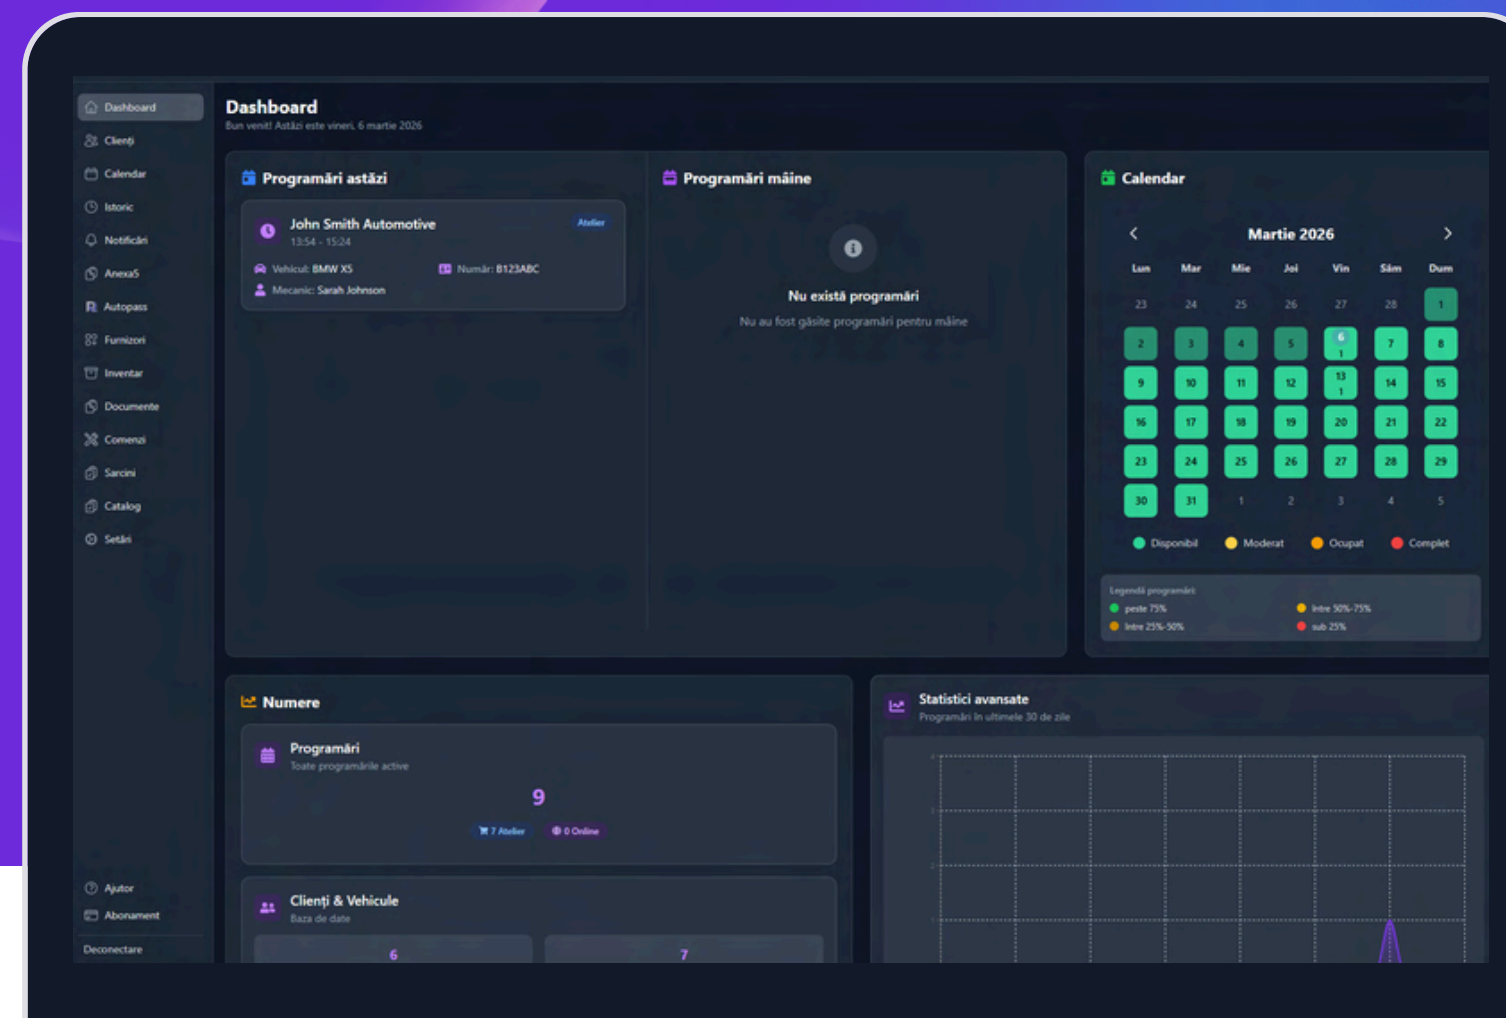 Dashboard
Clienți
Calendar
Istoric
Notificări
Anexa5
Autopass
Furnizori
Inventar
Documente
Comenzi
Sarcini
Catalog
Setări
Ajutor
Abonament
Deconectare
Dashboard
Bun venit! Astăzi este vineri, 6 martie 2026
Programări astăzi
John Smith Automotive
Atelier
13:54 - 15:24
Vehicul: BMW X5
Număr: B123ABC
Mecanic: Sarah Johnson
Programări mâine
Nu există programări
Nu au fost găsite programări pentru mâine
Calendar
Martie 2026
Lun Mar Mie Joi Vin Sâm Dum
23 24 25 26 27 28 1
2 3 4 5 6 7 8
1
9 10 11 12 13 14 15
1
16 17 18 19 20 21 22
23 24 25 26 27 28 29
30 31 1 2 3 4 5
Disponibil Moderat Ocupat Complet
Legendă programări:
peste 75% între 50%-75%
între 25%-50% sub 25%
Numere
Programări
Toate programările active
9
7 Atelier 0 Online
Clienți & Vehicule
Baza de date
6 7
Statistici avansate
Programări în ultimele 30 de zile
4
3
2
1